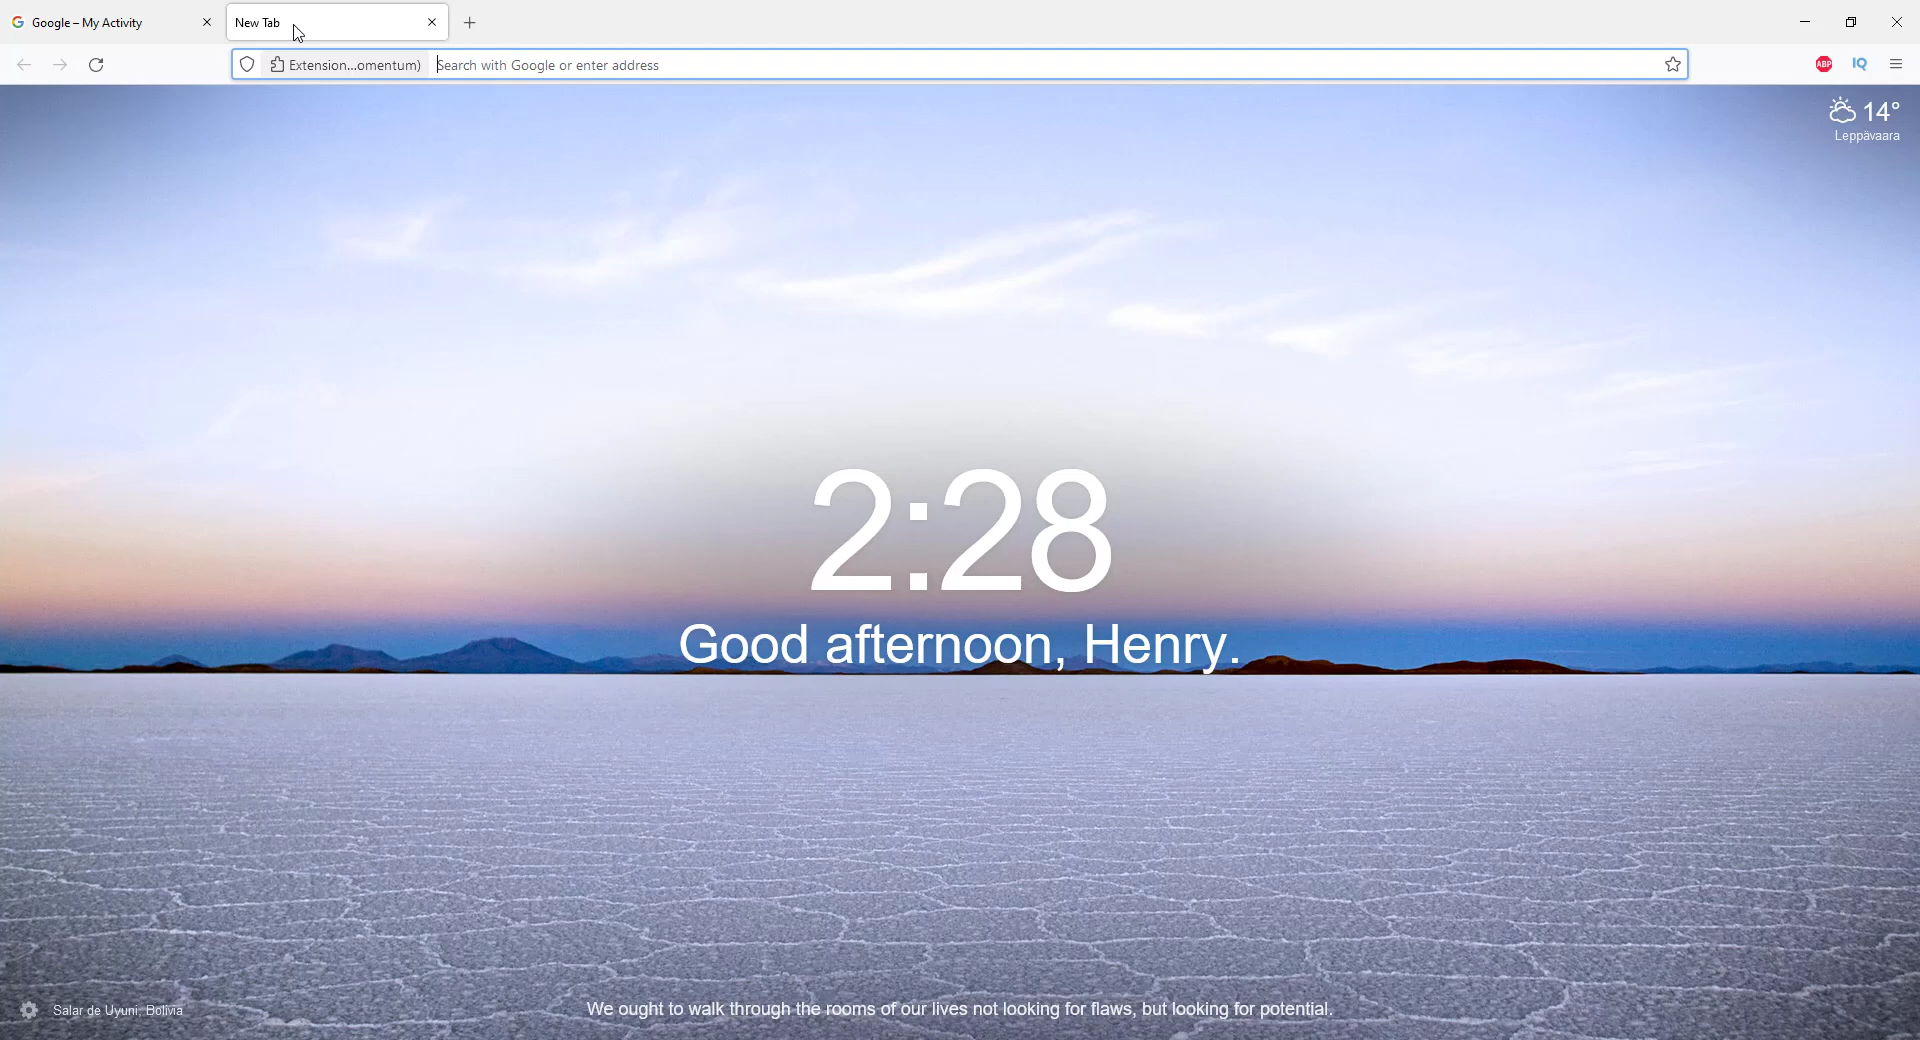 Google – My Activity
New Tab
Extension...omentum)
Search with Google or enter address
ABP
IQ
14°
Leppävaara
2:28
Good afternoon, Henry.
Salar de Uyuni, Bolivia
We ought to walk through the rooms of our lives not looking for flaws, but looking for potential.